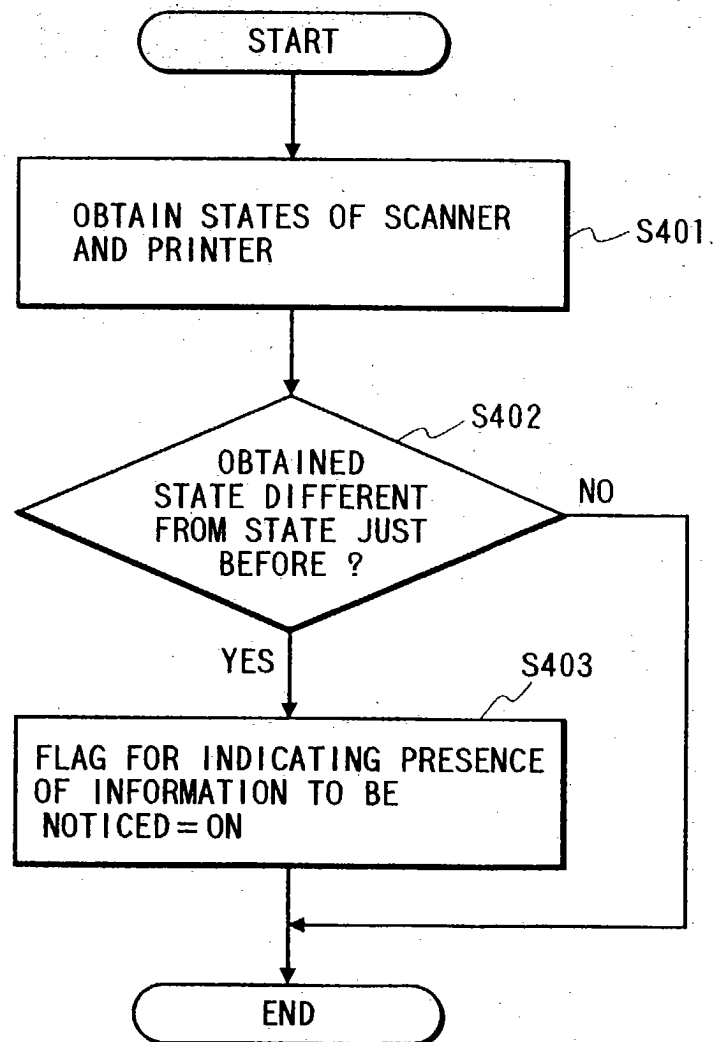 START
OBTAIN STATES OF SCANNER
AND PRINTER
S401
S402
OBTAINED
STATE DIFFERENT
FROM STATE JUST
BEFORE ?
NO
YES
S403
FLAG FOR INDICATING PRESENCE
OF INFORMATION TO BE
NOTICED=ON
END